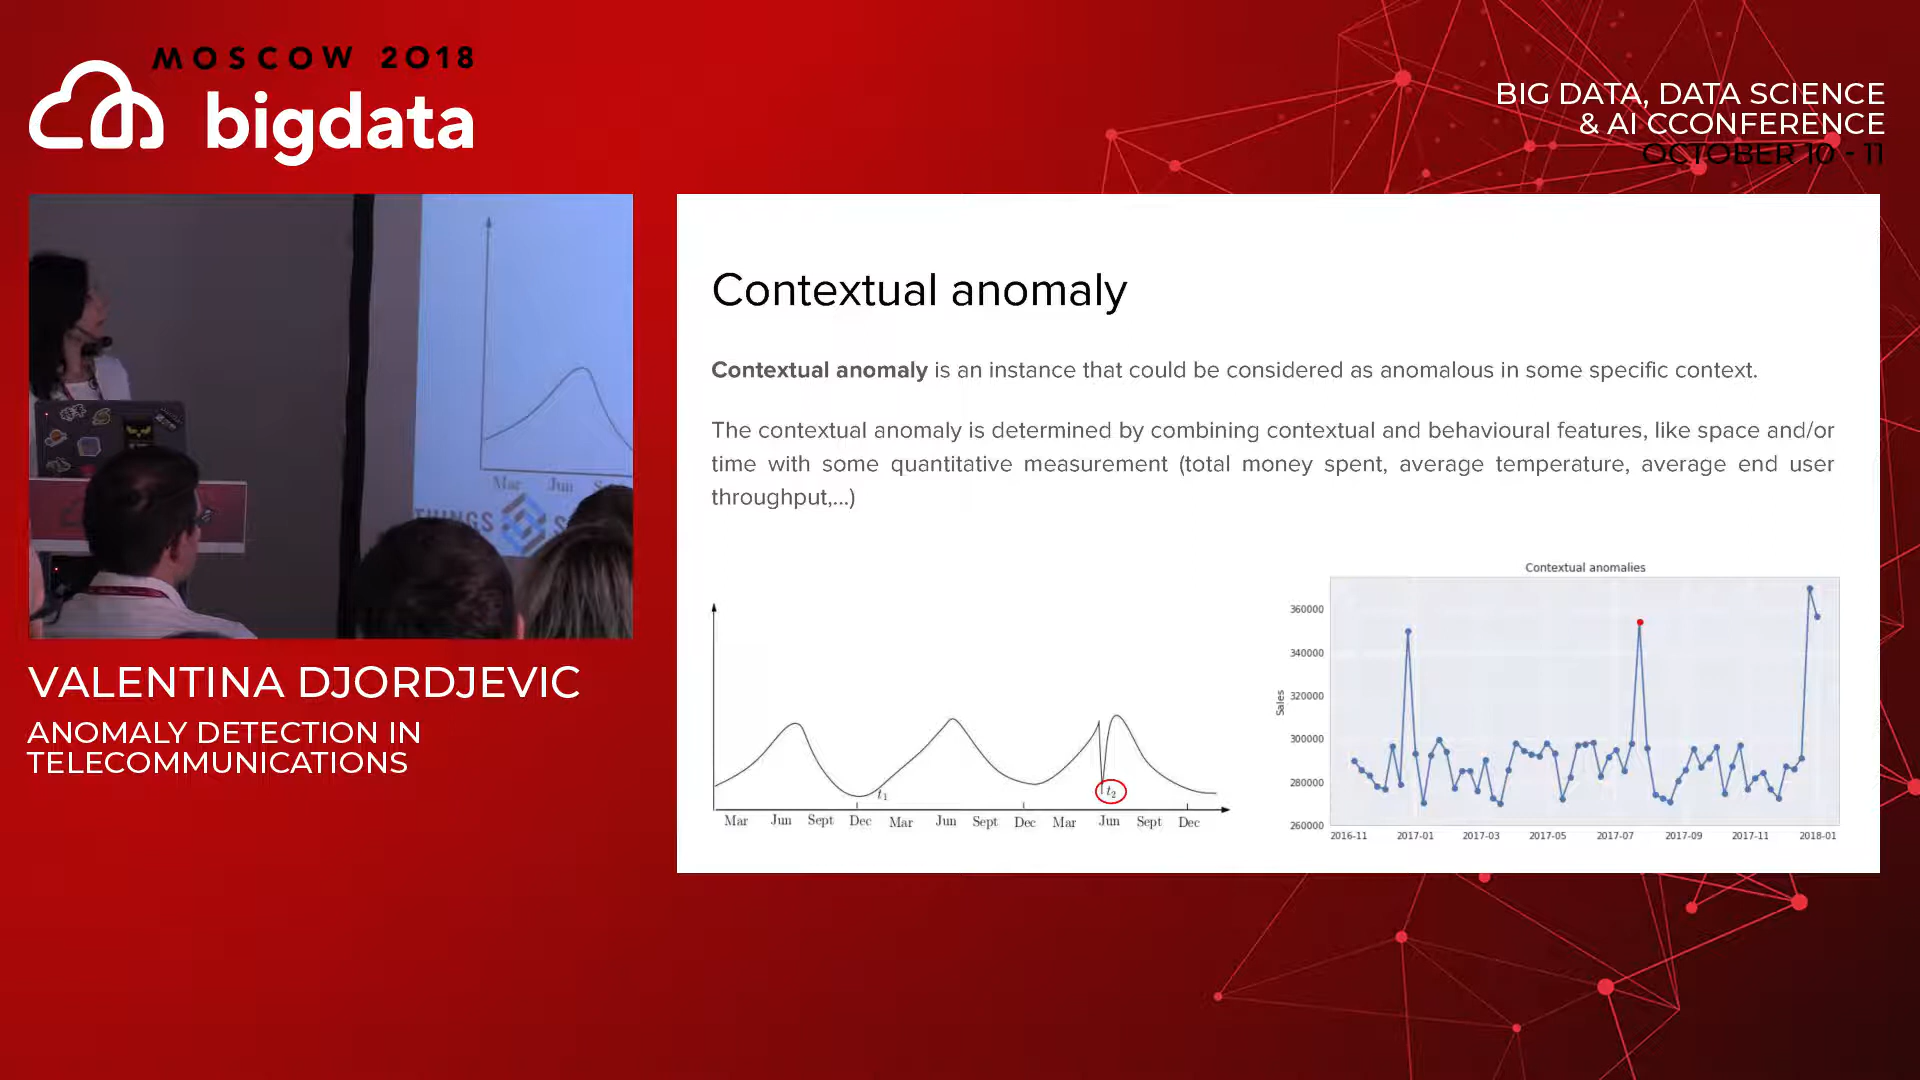 MOSCOW 2018
bigdata
BIG DATA, DATA SCIENCE
& AI CCONFERENCE
OCTOBER 10 - 11
Mar Jun
THINGS
VALENTINA DJORDJEVIC
ANOMALY DETECTION IN
TELECOMMUNICATIONS
Contextual anomaly
Contextual anomaly is an instance that could be considered as anomalous in some specific context.
The contextual anomaly is determined by combining contextual and behavioural features, like space and/or
time with some quantitative measurement (total money spent, average temperature, average end user
throughput,...)
t1
t2
Mar Jun Sept Dec Mar Jun Sept Dec Mar Jun Sept Dec
Contextual anomalies
Sales
360000
340000
320000
300000
280000
260000
2016-11 2017-01 2017-03 2017-05 2017-07 2017-09 2017-11 2018-01